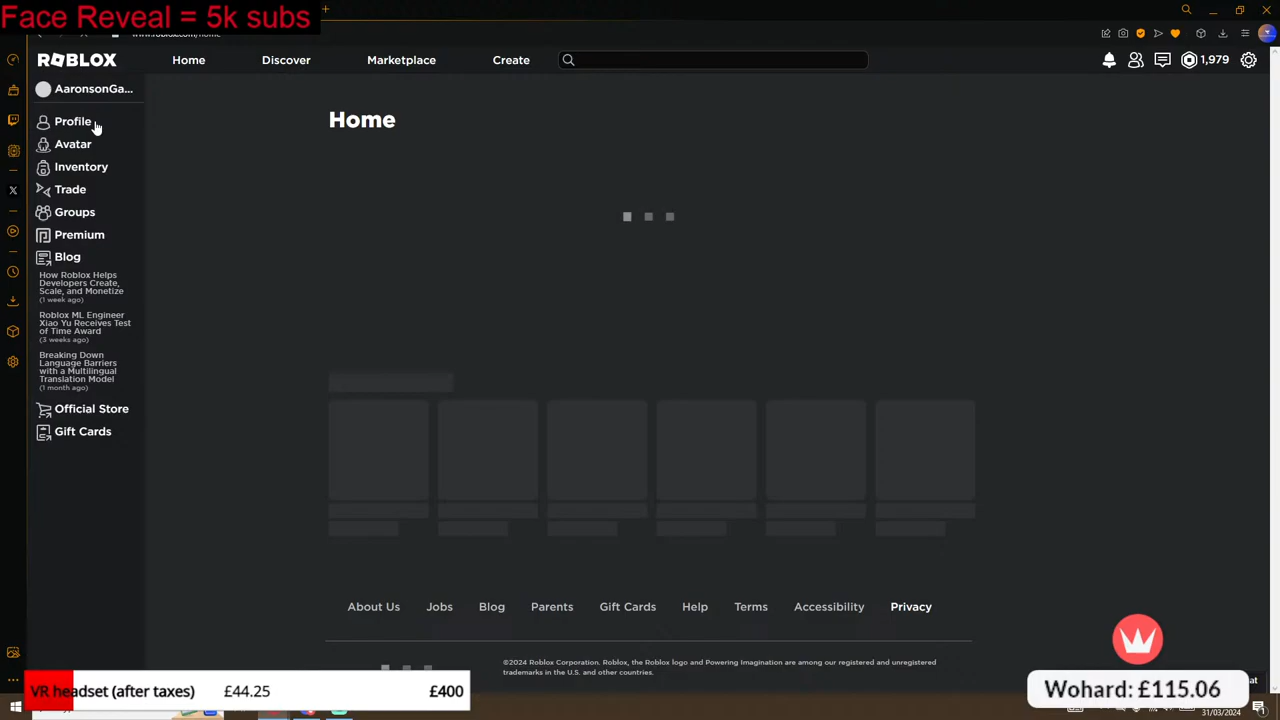 Face Reveal = 5k subs
www.roblox.com/home
ROBLOX
Home
Discover
Marketplace
Create
1,979
AaronsonGa...
Profile
Avatar
Inventory
Trade
Groups
Premium
Blog
How Roblox Helps
Developers Create,
Scale, and Monetize
(1 week ago)
Roblox ML Engineer
Xiao Yu Receives Test
of Time Award
(3 weeks ago)
Breaking Down
Language Barriers
with a Multilingual
Translation Model
(1 month ago)
Official Store
Gift Cards
Home
About Us
Jobs
Blog
Parents
Gift Cards
Help
Terms
Accessibility
Privacy
©2024 Roblox Corporation. Roblox, the Roblox logo and Powering Imagination are among our registered and unregistered
trademarks in the U.S. and other countries.
VR headset (after taxes) £44.25 £400
Wohard: £115.06
31/03/2024